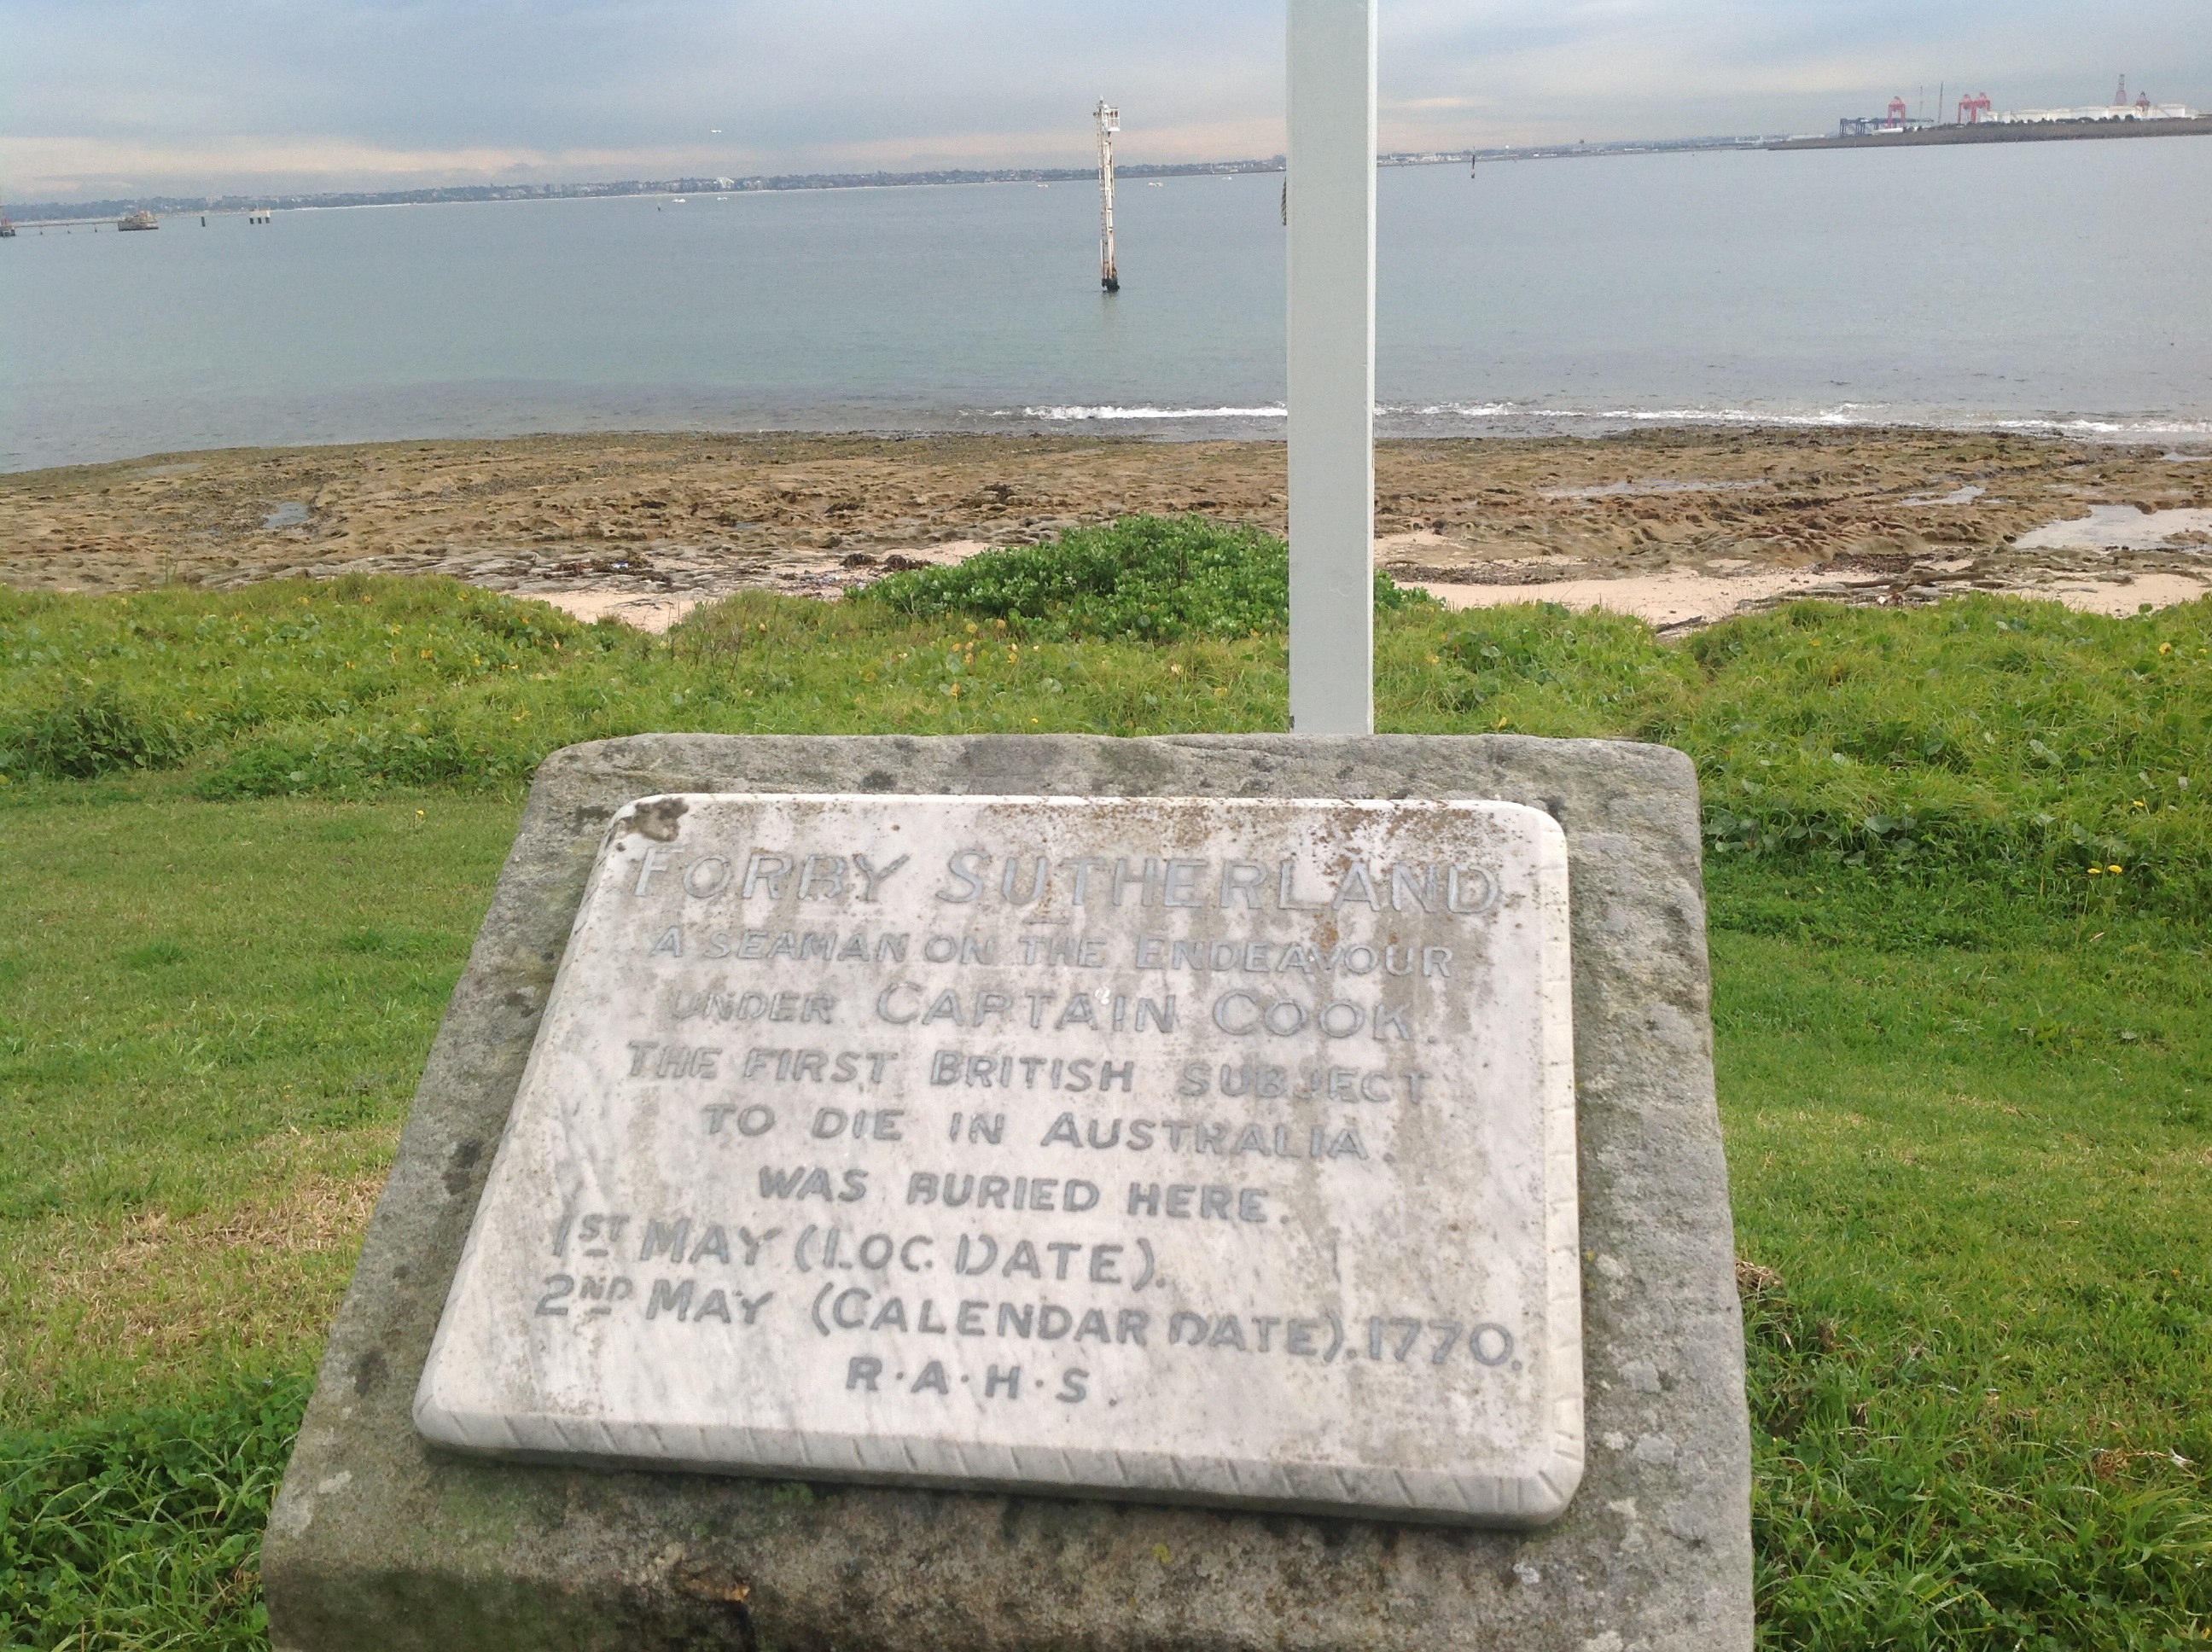 FORBY SUTHERLAND
A SEAMAN ON THE ENDEAVOUR
UNDER CAPTAIN COOK.
THE FIRST BRITISH SUBJECT
TO DIE IN AUSTRALIA.
WAS BURIED HERE.
1ST MAY (LOC. DATE).
2ND MAY (CALENDAR DATE).1770.
R·A·H·S.